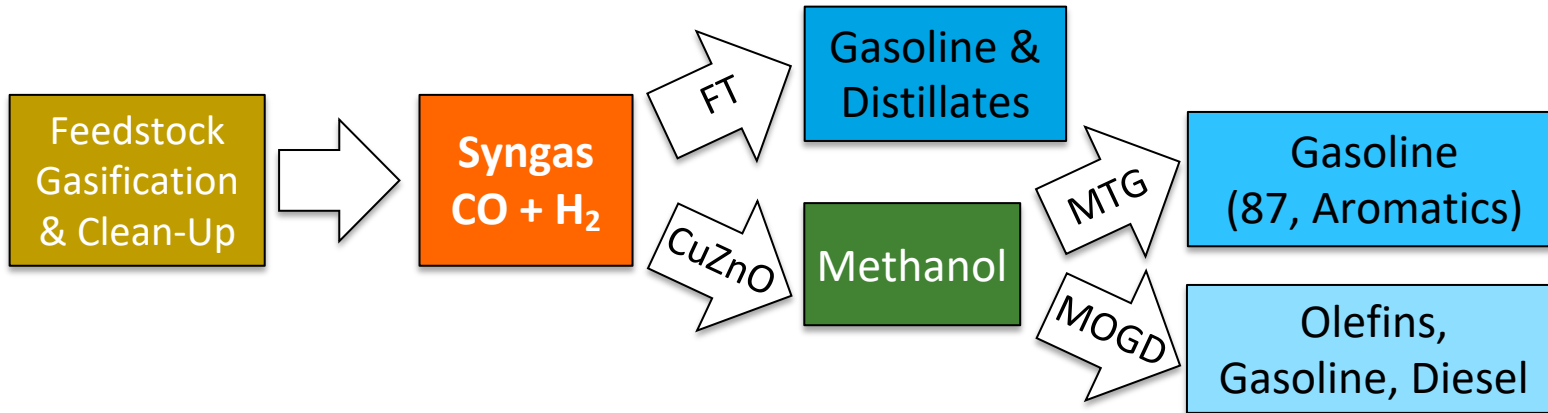 Feedstock
Gasification
& Clean-Up
Syngas
CO + H₂
FT
Gasoline &
Distillates
CuZnO
Methanol
MTG
Gasoline
(87, Aromatics)
MOGD
Olefins,
Gasoline, Diesel